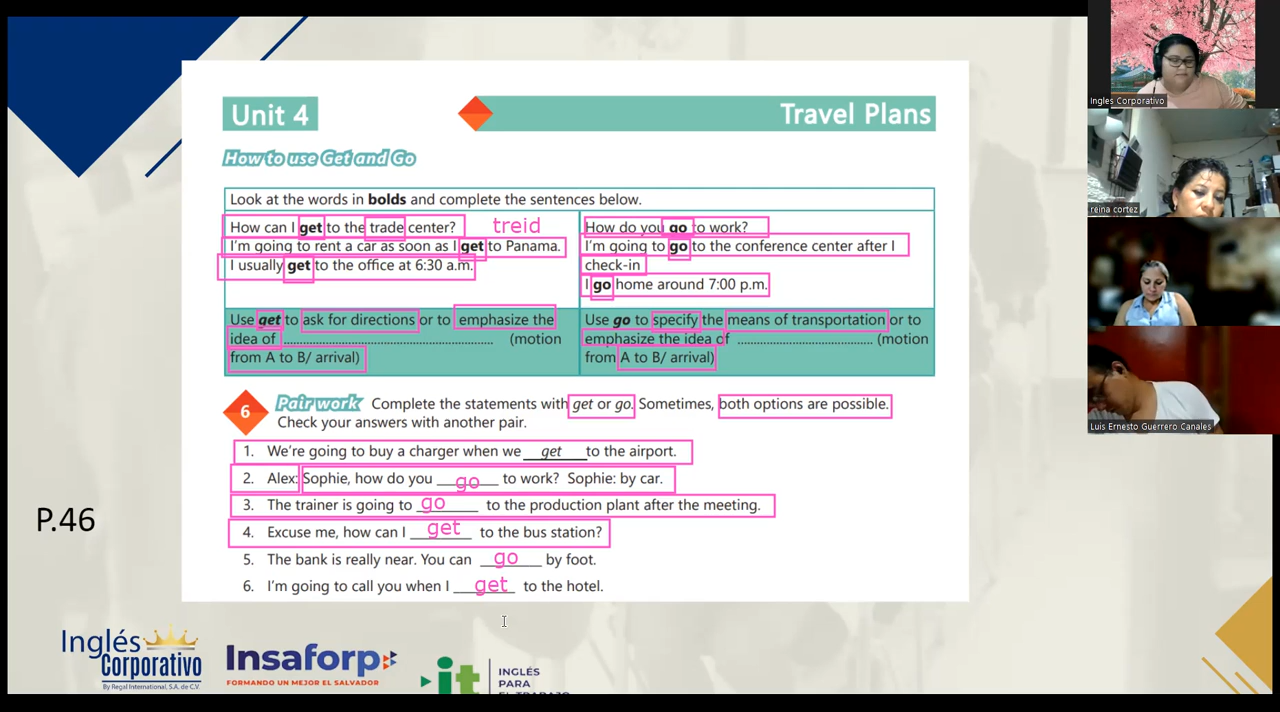 Unit 4
Travel Plans
How to use Get and Go
Look at the words in bolds and complete the sentences below.
How can I get to the trade center? treid
I'm going to rent a car as soon as I get to Panama.
I usually get to the office at 6:30 a.m.
How do you go to work?
I'm going to go to the conference center after I
check-in
I go home around 7:00 p.m.
Use get to ask for directions or to emphasize the
idea of ...................................................... (motion
from A to B/ arrival)
Use go to specify the means of transportation or to
emphasize the idea of ................................... (motion
from A to B/ arrival)
6 Pair work Complete the statements with get or go. Sometimes, both options are possible.
Check your answers with another pair.
1. We're going to buy a charger when we get to the airport.
2. Alex: Sophie, how do you go to work? Sophie: by car.
3. The trainer is going to go to the production plant after the meeting.
4. Excuse me, how can I get to the bus station?
5. The bank is really near. You can go by foot.
6. I'm going to call you when I get to the hotel.
P.46
Inglés
Corporativo
By Regal International, S.A. de C.V.
Insaforp
FORMANDO UN MEJOR EL SALVADOR
it
INGLÉS
PARA
EL TRABAJO
Ingles Corporativo
reina cortez
Luis Ernesto Guerrero Canales